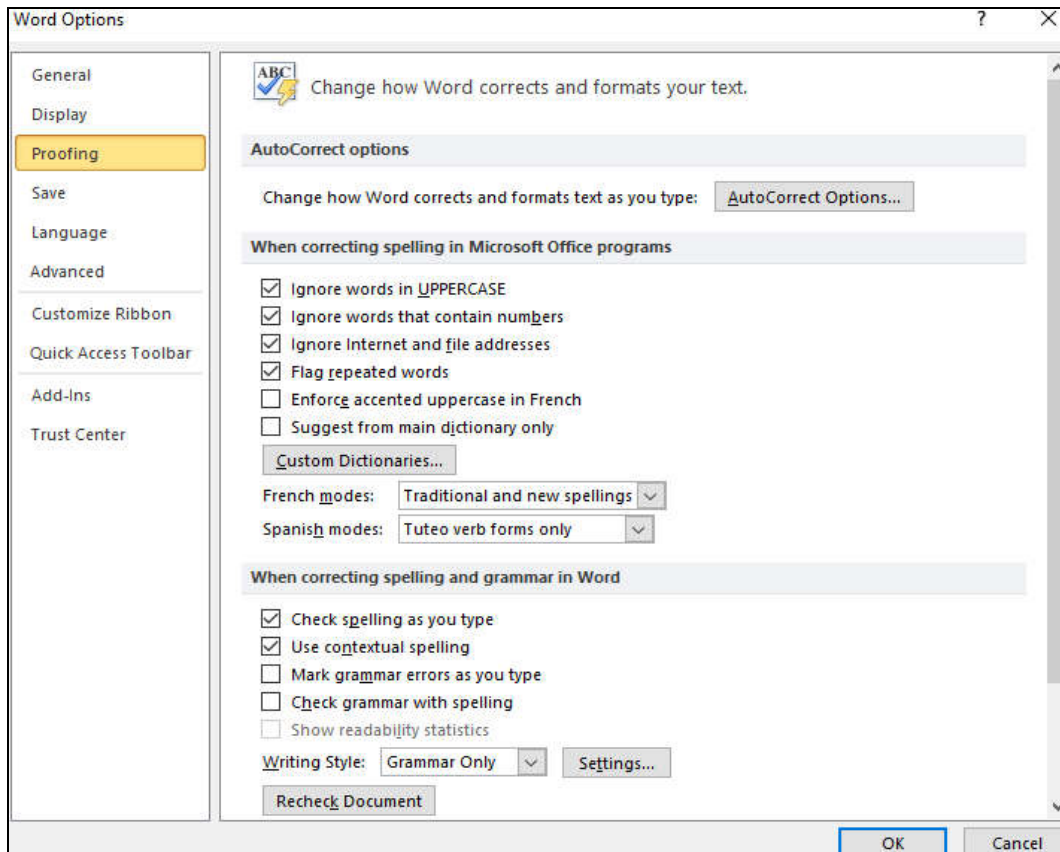 Word Options
?
General
Display
Proofing
Save
Language
Advanced
Customize Ribbon
Quick Access Toolbar
Add-Ins
Trust Center
ABC
Change how Word corrects and formats your text.
AutoCorrect options
Change how Word corrects and formats text as you type: AutoCorrect Options...
When correcting spelling in Microsoft Office programs
Ignore words in UPPERCASE
Ignore words that contain numbers
Ignore Internet and file addresses
Flag repeated words
Enforce accented uppercase in French
Suggest from main dictionary only
Custom Dictionaries...
French modes: Traditional and new spellings
Spanish modes: Tuteo verb forms only
When correcting spelling and grammar in Word
Check spelling as you type
Use contextual spelling
Mark grammar errors as you type
Check grammar with spelling
Show readability statistics
Writing Style: Grammar Only Settings...
Recheck Document
OK Cancel